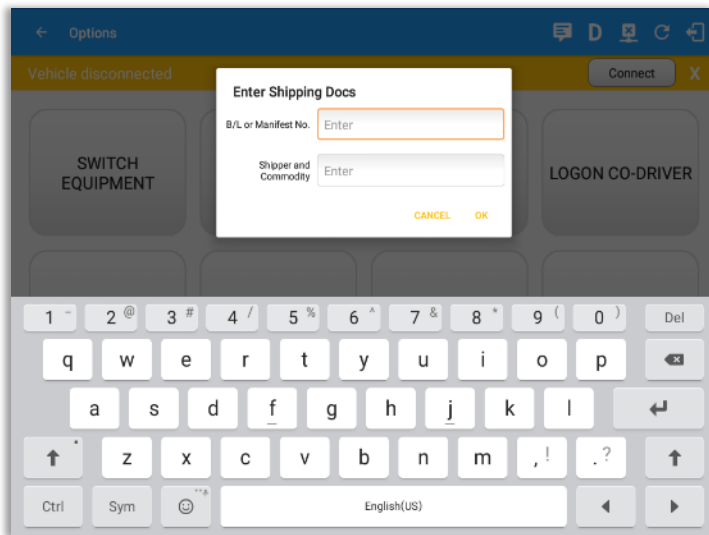 Options
D
Vehicle disconnected
Connect
X
Enter Shipping Docs
B/L or Manifest No.
Enter
Shipper and
Commodity
Enter
CANCEL
OK
SWITCH
EQUIPMENT
LOGON CO-DRIVER
1 - 2 @ 3 # 4 / 5 % 6 ^ 7 & 8 * 9 ( 0 ) Del
q w e r t y u i o p
a s d f g h j k l
z x c v b n m , ! . ?
Ctrl Sym English(US)